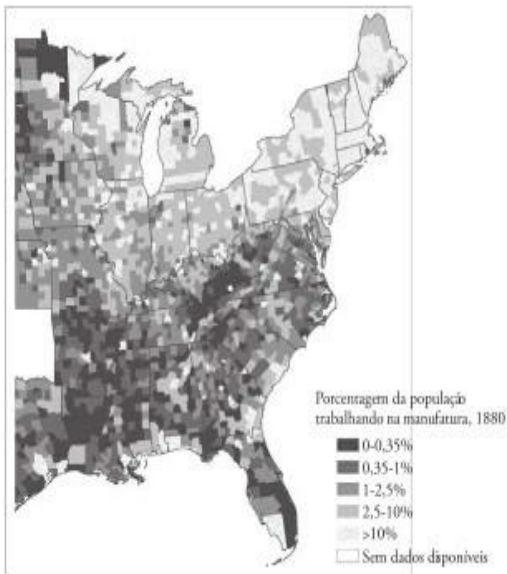 Porcentagem da população
trabalhando na manufatura, 1880
0-0,35%
0,35-1%
1-2,5%
2,5-10%
>10%
Sem dados disponíveis